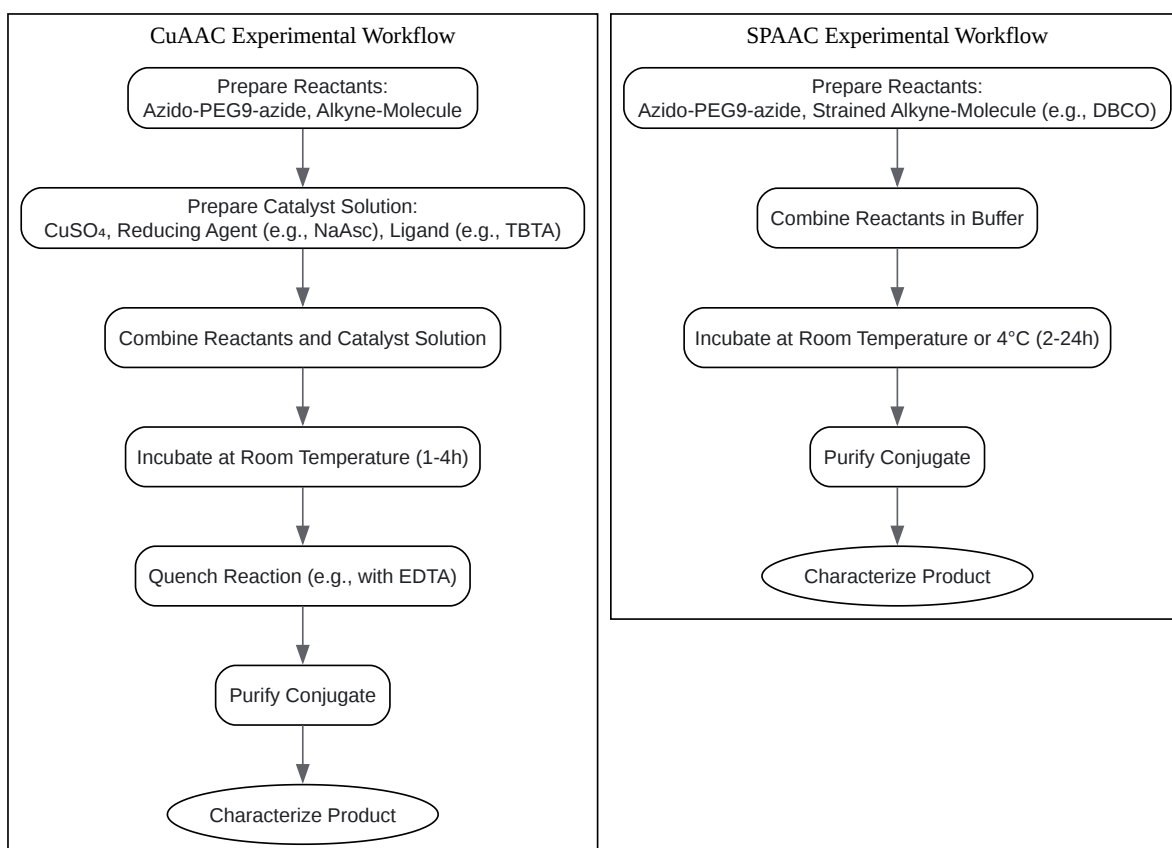 CuAAC Experimental Workflow
Prepare Reactants:
Azido-PEG9-azide, Alkyne-Molecule
Prepare Catalyst Solution:
CuSO₄, Reducing Agent (e.g., NaAsc), Ligand (e.g., TBTA)
Combine Reactants and Catalyst Solution
Incubate at Room Temperature (1-4h)
Quench Reaction (e.g., with EDTA)
Purify Conjugate
Characterize Product
SPAAC Experimental Workflow
Prepare Reactants:
Azido-PEG9-azide, Strained Alkyne-Molecule (e.g., DBCO)
Combine Reactants in Buffer
Incubate at Room Temperature or 4°C (2-24h)
Purify Conjugate
Characterize Product